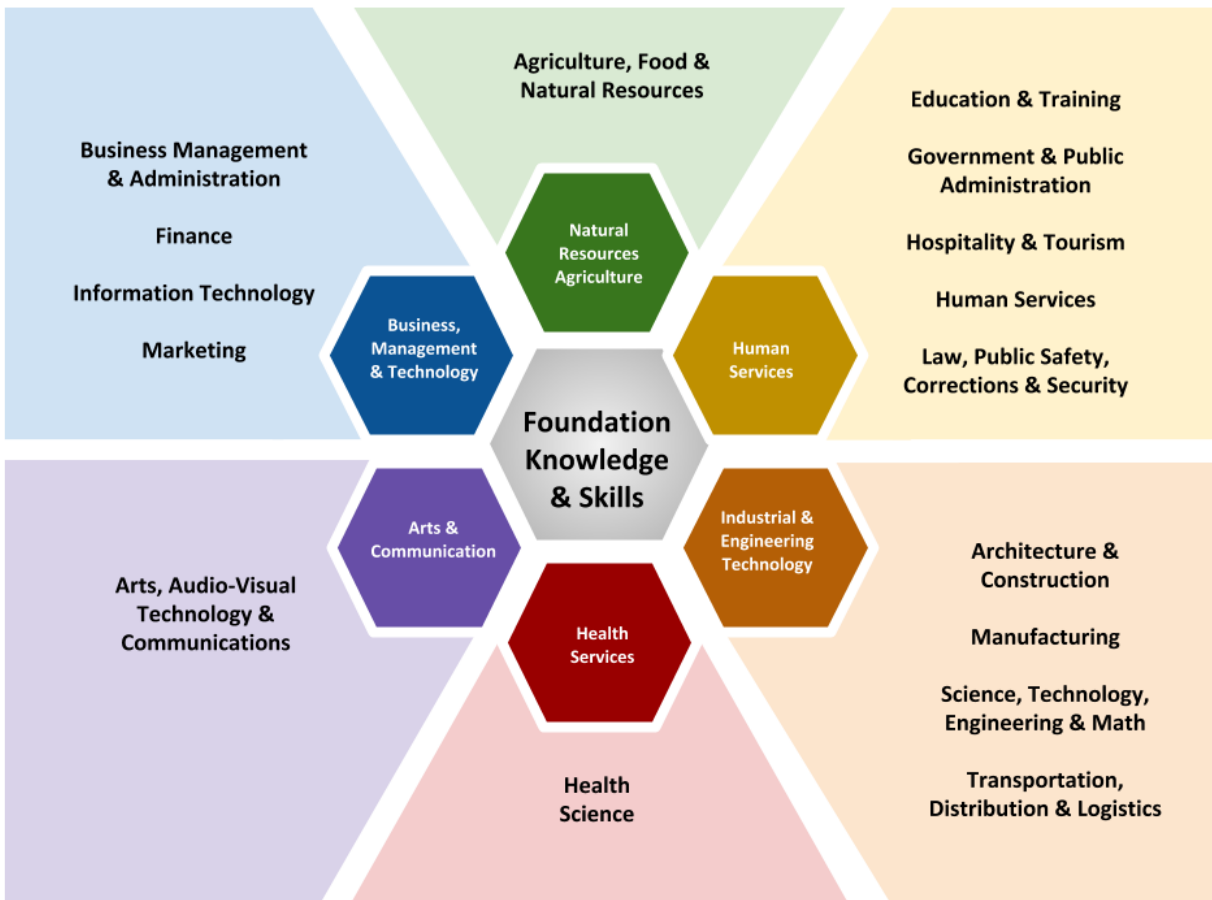 Agriculture, Food &
Natural Resources
Education & Training
Government & Public
Administration
Hospitality & Tourism
Human Services
Law, Public Safety,
Corrections & Security
Business Management
& Administration
Finance
Information Technology
Marketing
Natural
Resources
Agriculture
Business,
Management
& Technology
Human
Services
Foundation
Knowledge
& Skills
Arts &
Communication
Industrial &
Engineering
Technology
Health
Services
Arts, Audio-Visual
Technology &
Communications
Architecture &
Construction
Manufacturing
Science, Technology,
Engineering & Math
Transportation,
Distribution & Logistics
Health
Science